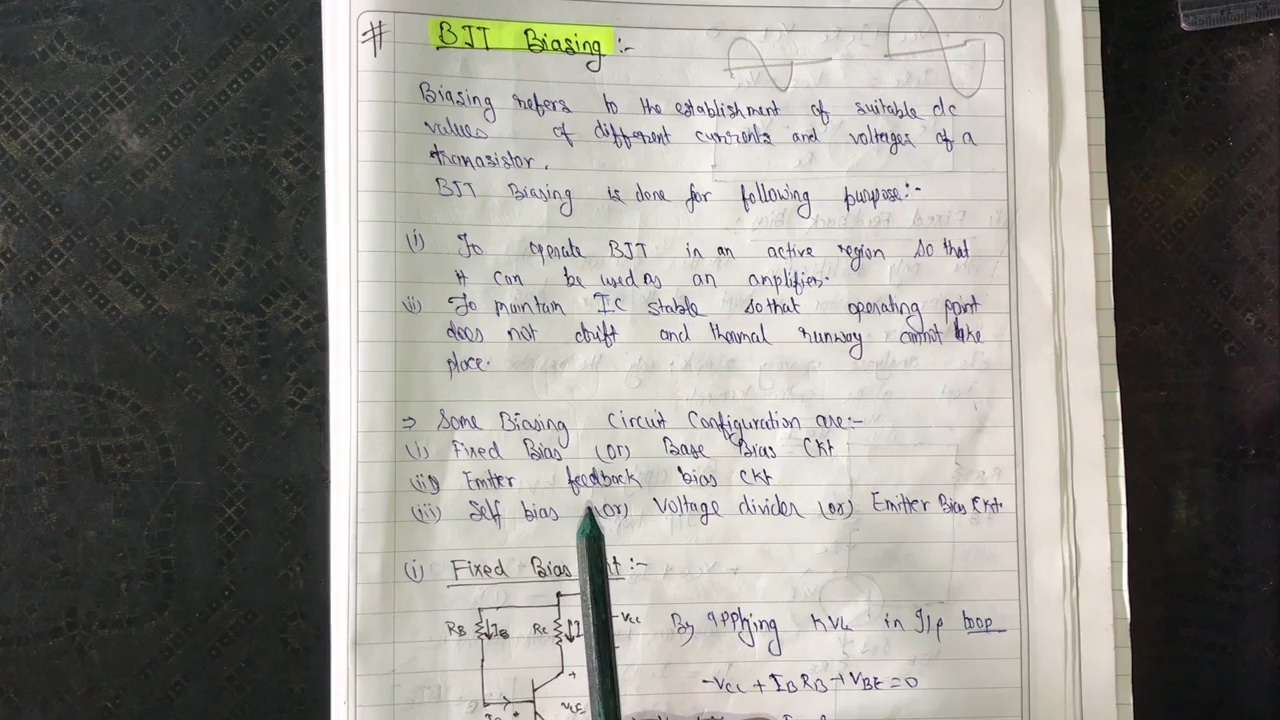 # BJT Biasing :-
Biasing refers to the establishment of suitable dc
values of different currents and voltages of a
transistor.
BJT Biasing is done for following purpose:-
(i) To operate BJT in an active region so that
it can be used as an amplifier.
(ii) To maintain IC stable so that operating point
does not drift and thermal runway cannot take
place.
⇒ Some Biasing Circuit Configuration are:-
(i) Fixed Bias (or) Base Bias Ckt
(ii) Emitter feedback bias Ckt
(iii) Self bias (or) Voltage divider (or) Emitter Bias Ckt.
(i) Fixed Bias :-
RB IB RC VCC By applying KVL in I/p loop
-VCC + IBRB + VBE = 0
+
VCE